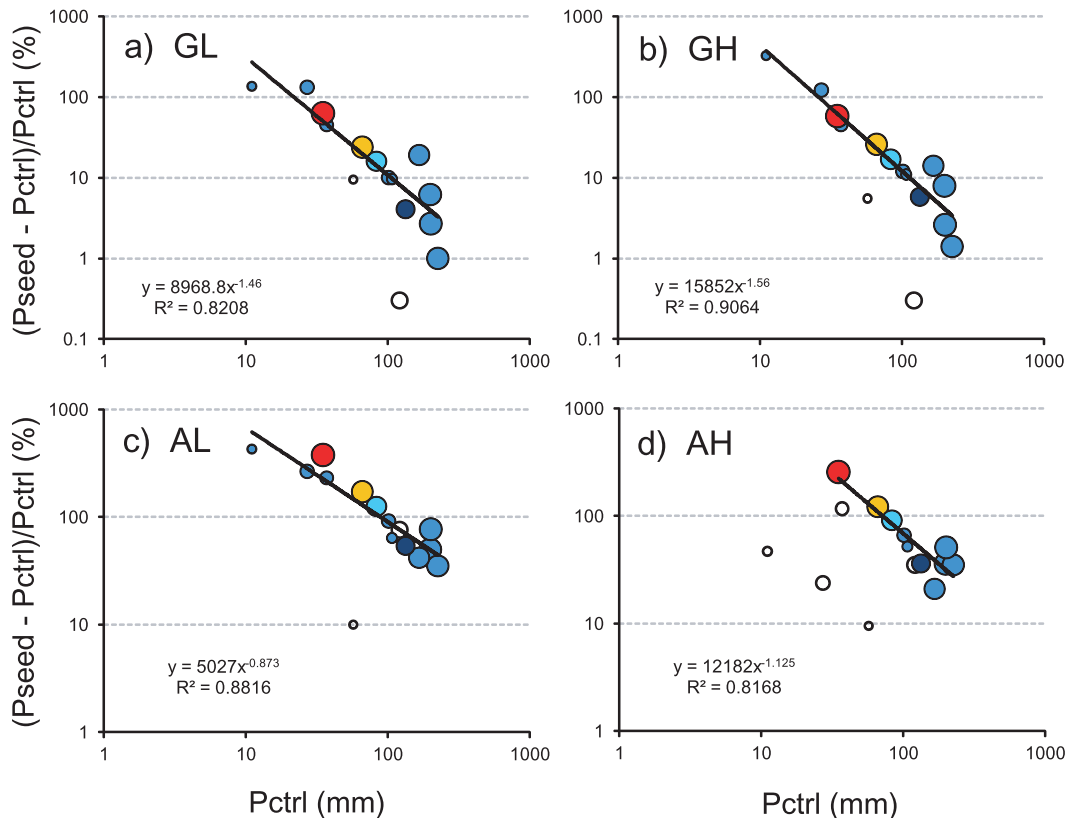 (Pseed - Pctrl)/Pctrl (%)
a) GL
1000
100
10
1
0.1
y = 8968.8x^-1.46
R² = 0.8208
1 10 100 1000
b) GH
1000
100
10
1
0.1
y = 15852x^-1.56
R² = 0.9064
1 10 100 1000
(Pseed - Pctrl)/Pctrl (%)
c) AL
1000
100
10
1
y = 5027x^-0.873
R² = 0.8816
1 10 100 1000
Pctrl (mm)
d) AH
1000
100
10
1
y = 12182x^-1.125
R² = 0.8168
1 10 100 1000
Pctrl (mm)